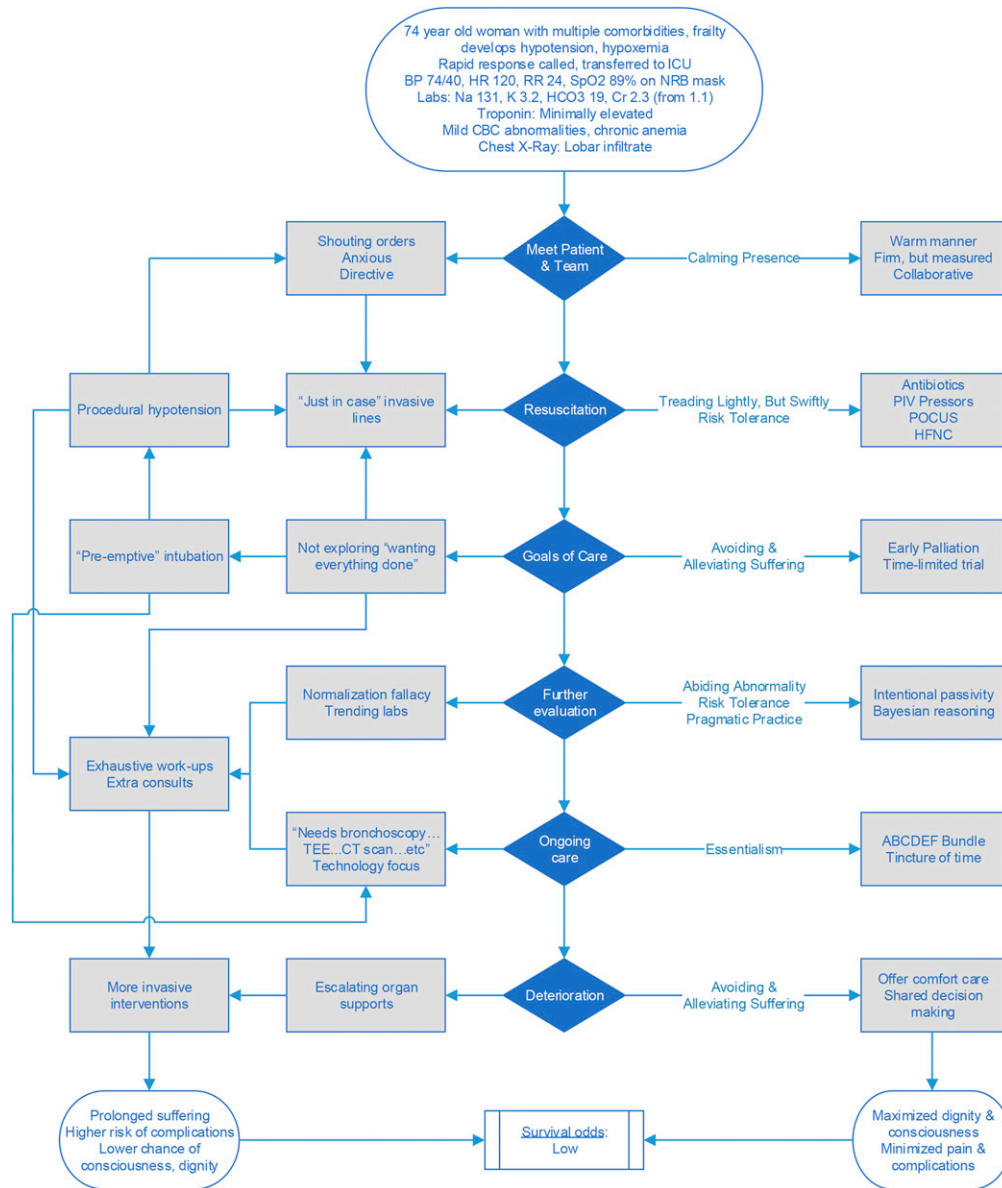 74 year old woman with multiple comorbidities, frailty
develops hypotension, hypoxemia
Rapid response called, transferred to ICU
BP 74/40, HR 120, RR 24, SpO2 89% on NRB mask
Labs: Na 131, K 3.2, HCO3 19, Cr 2.3 (from 1.1)
Troponin: Minimally elevated
Mild CBC abnormalities, chronic anemia
Chest X-Ray: Lobar infiltrate
Shouting orders
Anxious
Directive
Meet Patient
& Team
Calming Presence
Warm manner
Firm, but measured
Collaborative
Procedural hypotension
“Just in case” invasive
lines
Resuscitation
Treading Lightly, But Swiftly
Risk Tolerance
Antibiotics
PIV Pressors
POCUS
HFNC
“Pre-emptive” intubation
Not exploring “wanting
everything done”
Goals of Care
Avoiding &
Alleviating Suffering
Early Palliation
Time-limited trial
Normalization fallacy
Trending labs
Further
evaluation
Abiding Abnormality
Risk Tolerance
Pragmatic Practice
Intentional passivity
Bayesian reasoning
Exhaustive work-ups
Extra consults
“Needs bronchoscopy…
TEE...CT scan…etc”
Technology focus
Ongoing
care
Essentialism
ABCDEF Bundle
Tincture of time
More invasive
interventions
Escalating organ
supports
Deterioration
Avoiding &
Alleviating Suffering
Offer comfort care
Shared decision
making
Prolonged suffering
Higher risk of complications
Lower chance of
consciousness, dignity
Survival odds:
Low
Maximized dignity &
consciousness
Minimized pain &
complications